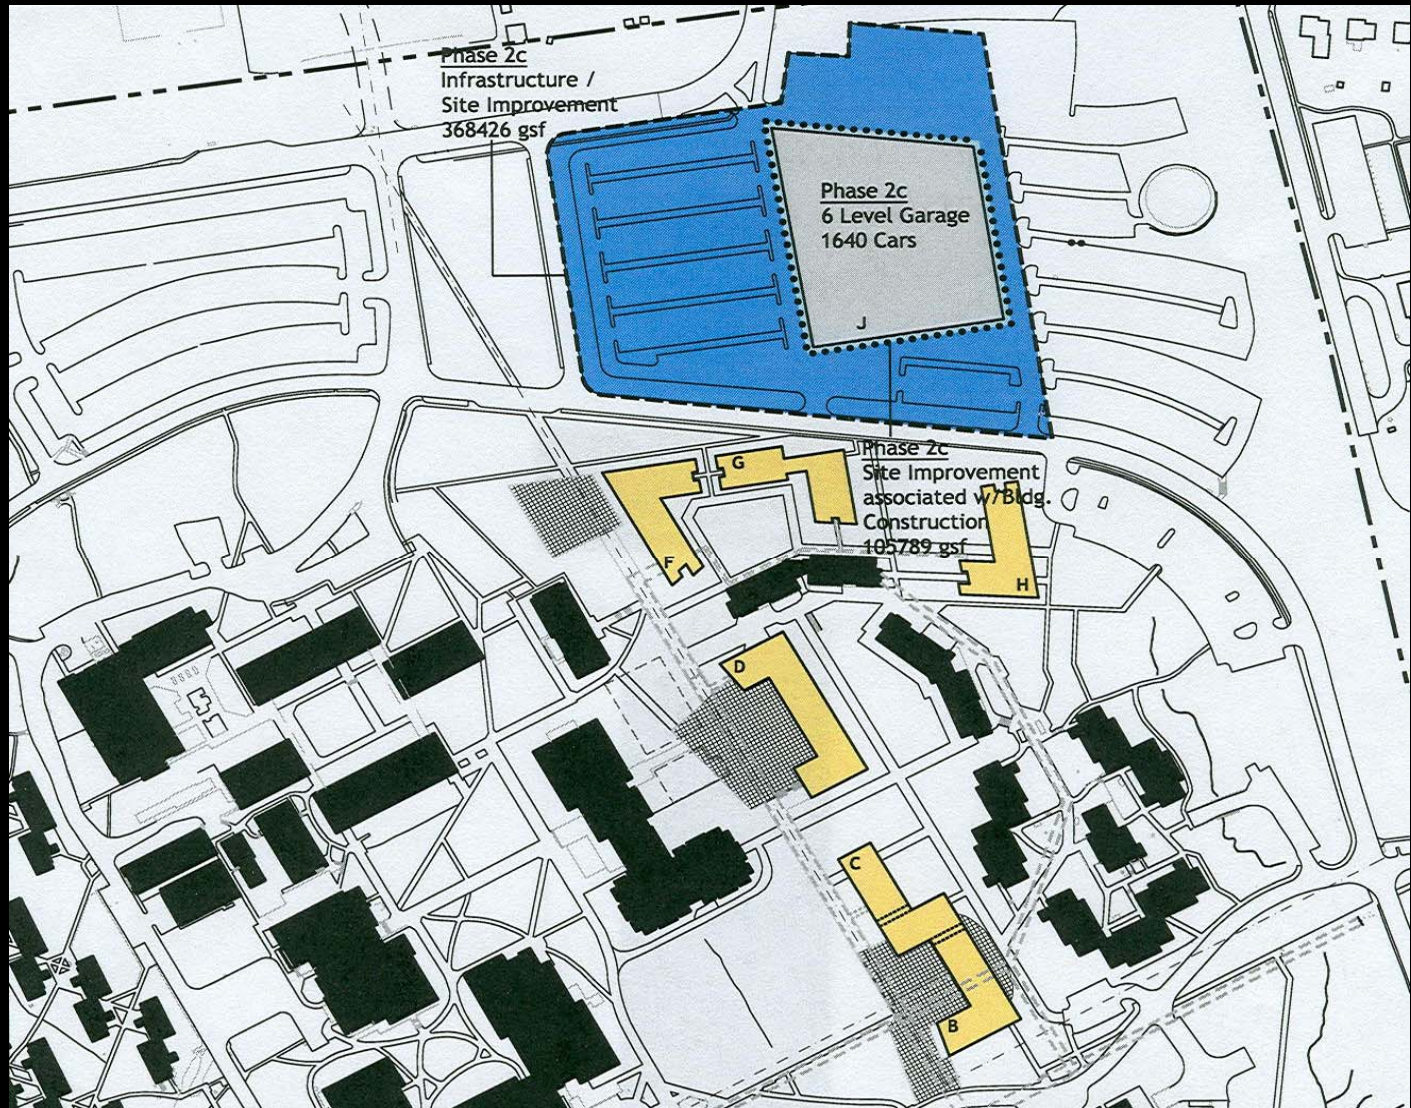 Phase 2c
Infrastructure /
Site Improvement
368426 gsf
Phase 2c
6 Level Garage
1640 Cars
J
Phase 2c
Site Improvement
associated w/Bldg.
Construction
105789 gsf
G
F
H
D
C
B